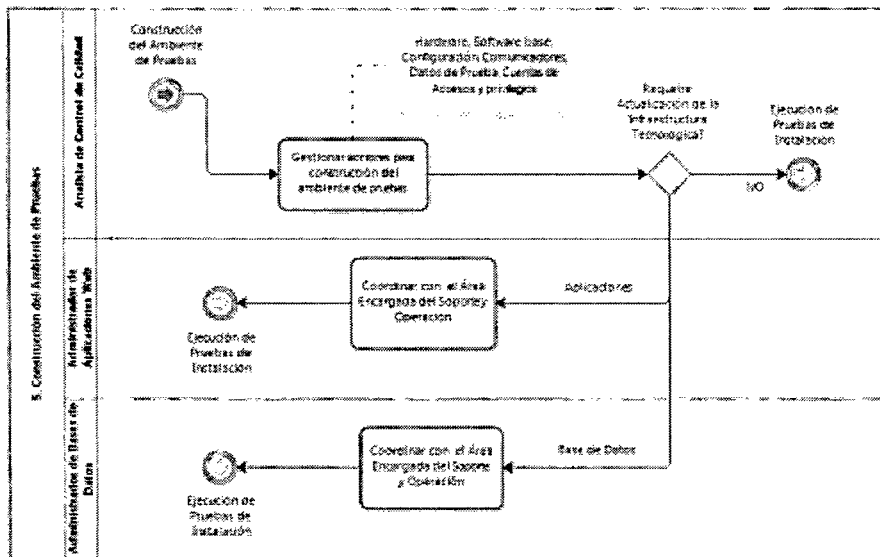 5. Construcción del Ambiente de Pruebas
Analista de Control de Calidad
Construcción
del Ambiente
de Pruebas
Hardware, Software base,
Configuración Comunicadores,
Datos de Prueba, Cuentas de
Accesos y privilegios
Gestionar acciones para
construcción del
ambiente de pruebas
Requiere
Actualización de la
Infraestructura
Tecnológica?
NO
Ejecución de
Pruebas de
Instalación
Administrador de
Aplicaciones Web
Aplicadores
Coordinar con el Área
Encargada del Soporte y
Operación
Ejecución de
Pruebas de
Instalación
Administrador de Bases de
Datos
Base de Datos
Coordinar con el Área
Encargada del Soporte
y Operación
Ejecución de
Pruebas de
Instalación